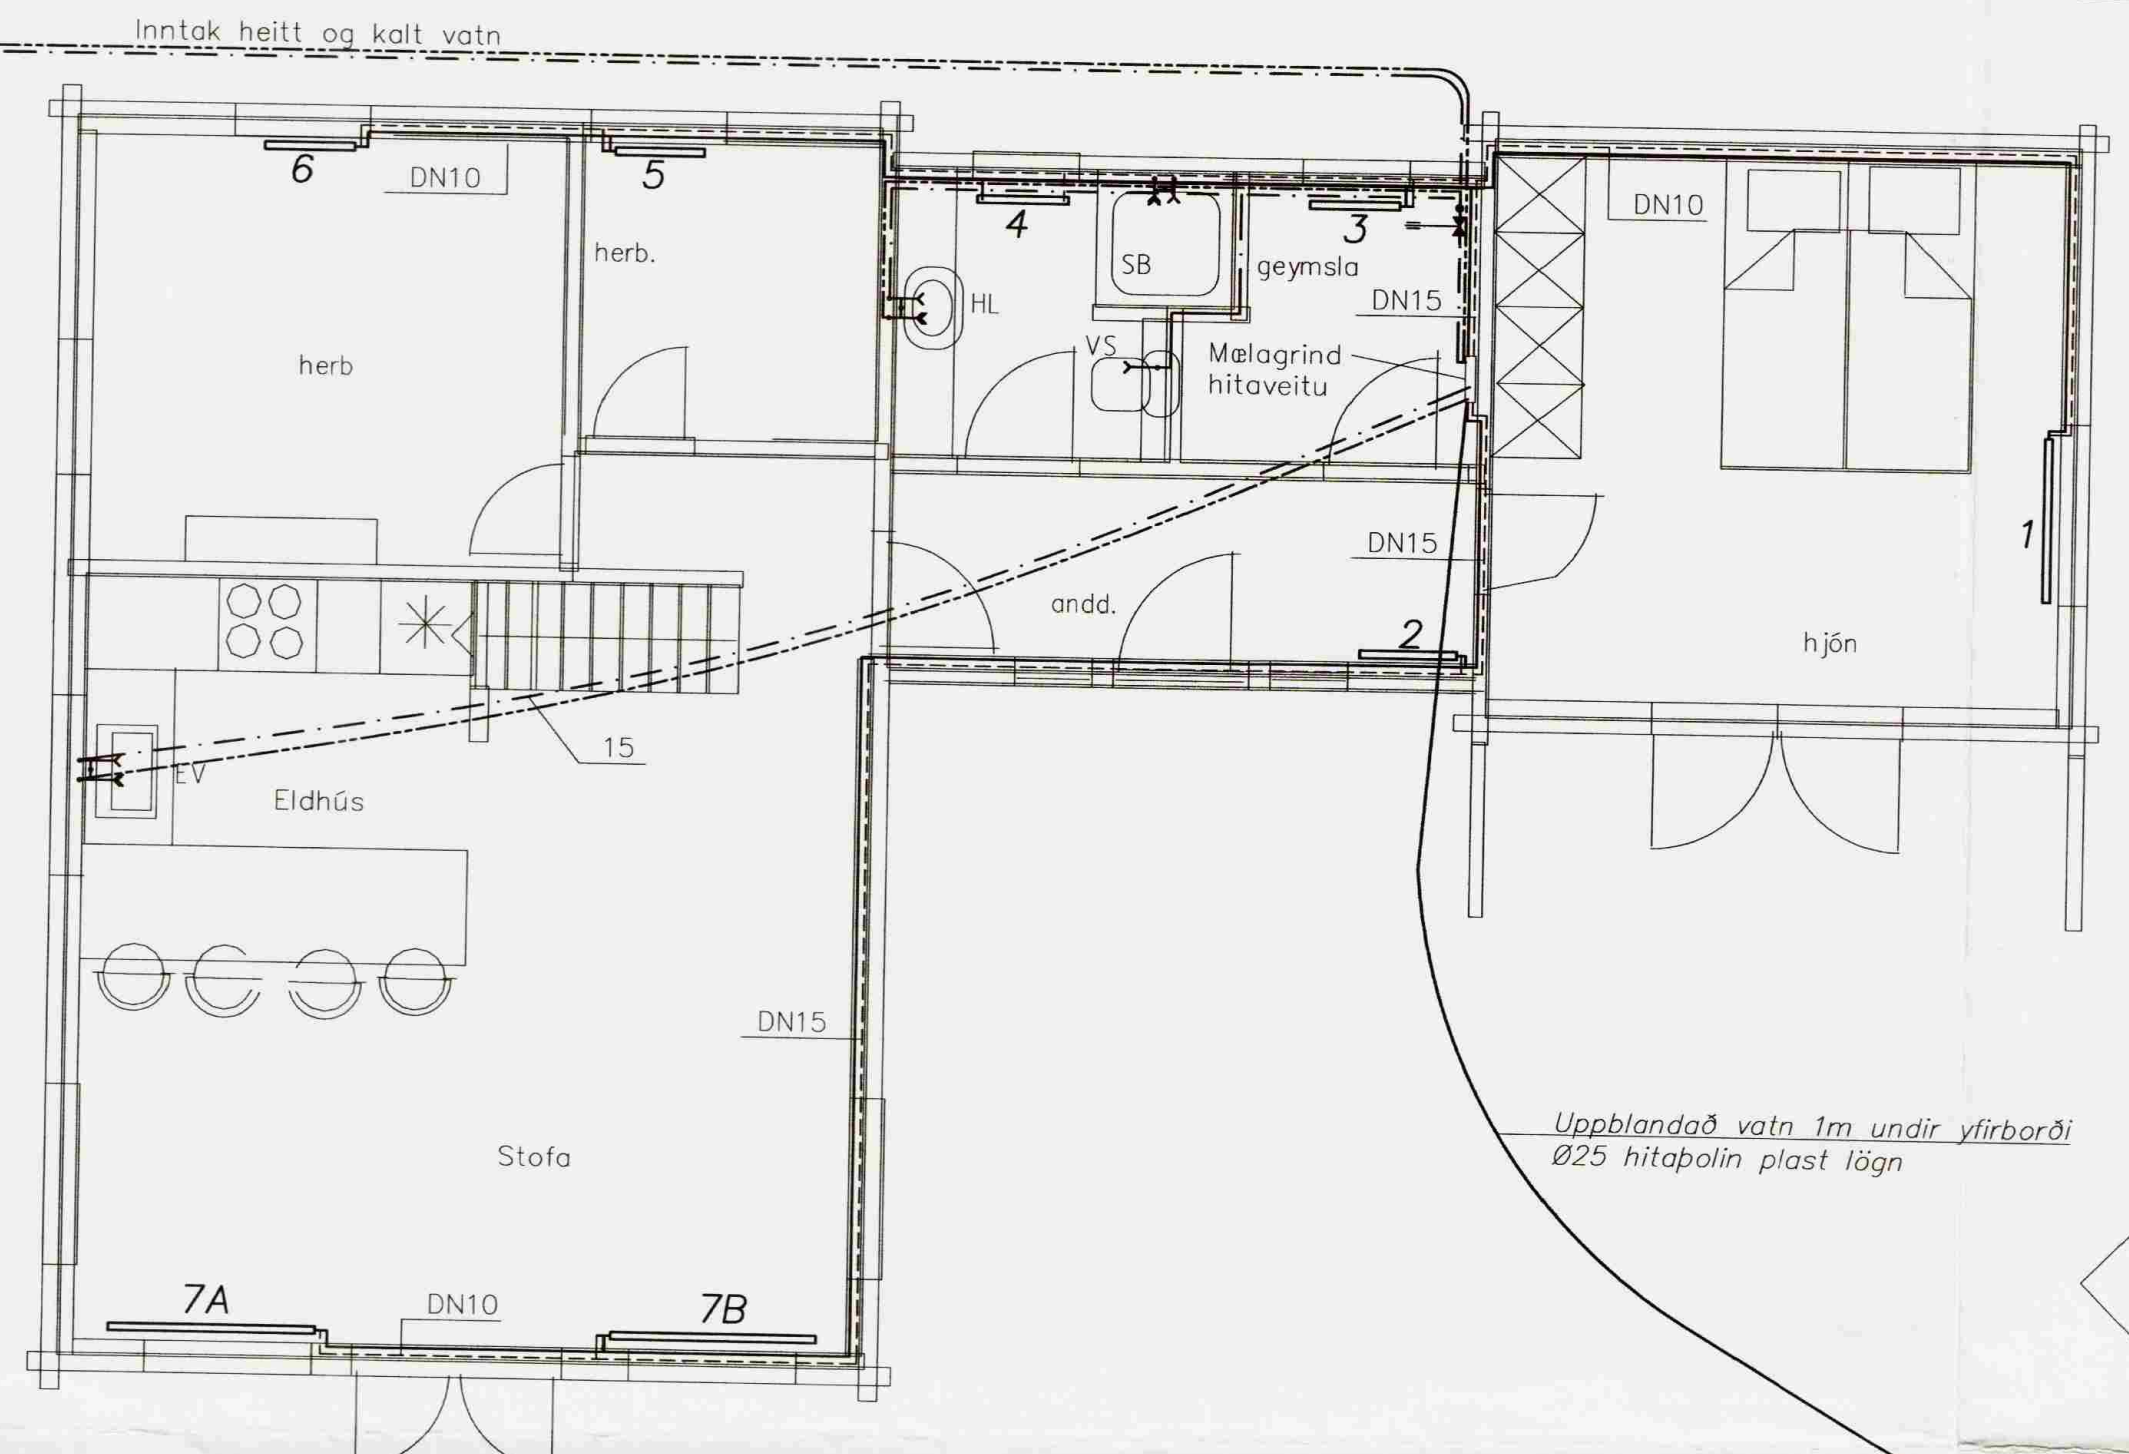 Inntak heitt og kalt vatn
6
DN10
5
4
3
DN10
herb.
SB
geymsla
HL
DN15
VS
Mælagrind
hitaveitu
herb
1
DN15
andd.
2
hjón
15
EV
Eldhús
DN15
Uppblandað vatn 1m undir yfirborði
Ø25 hitaþolin plast lögn
Stofa
7A
DN10
7B